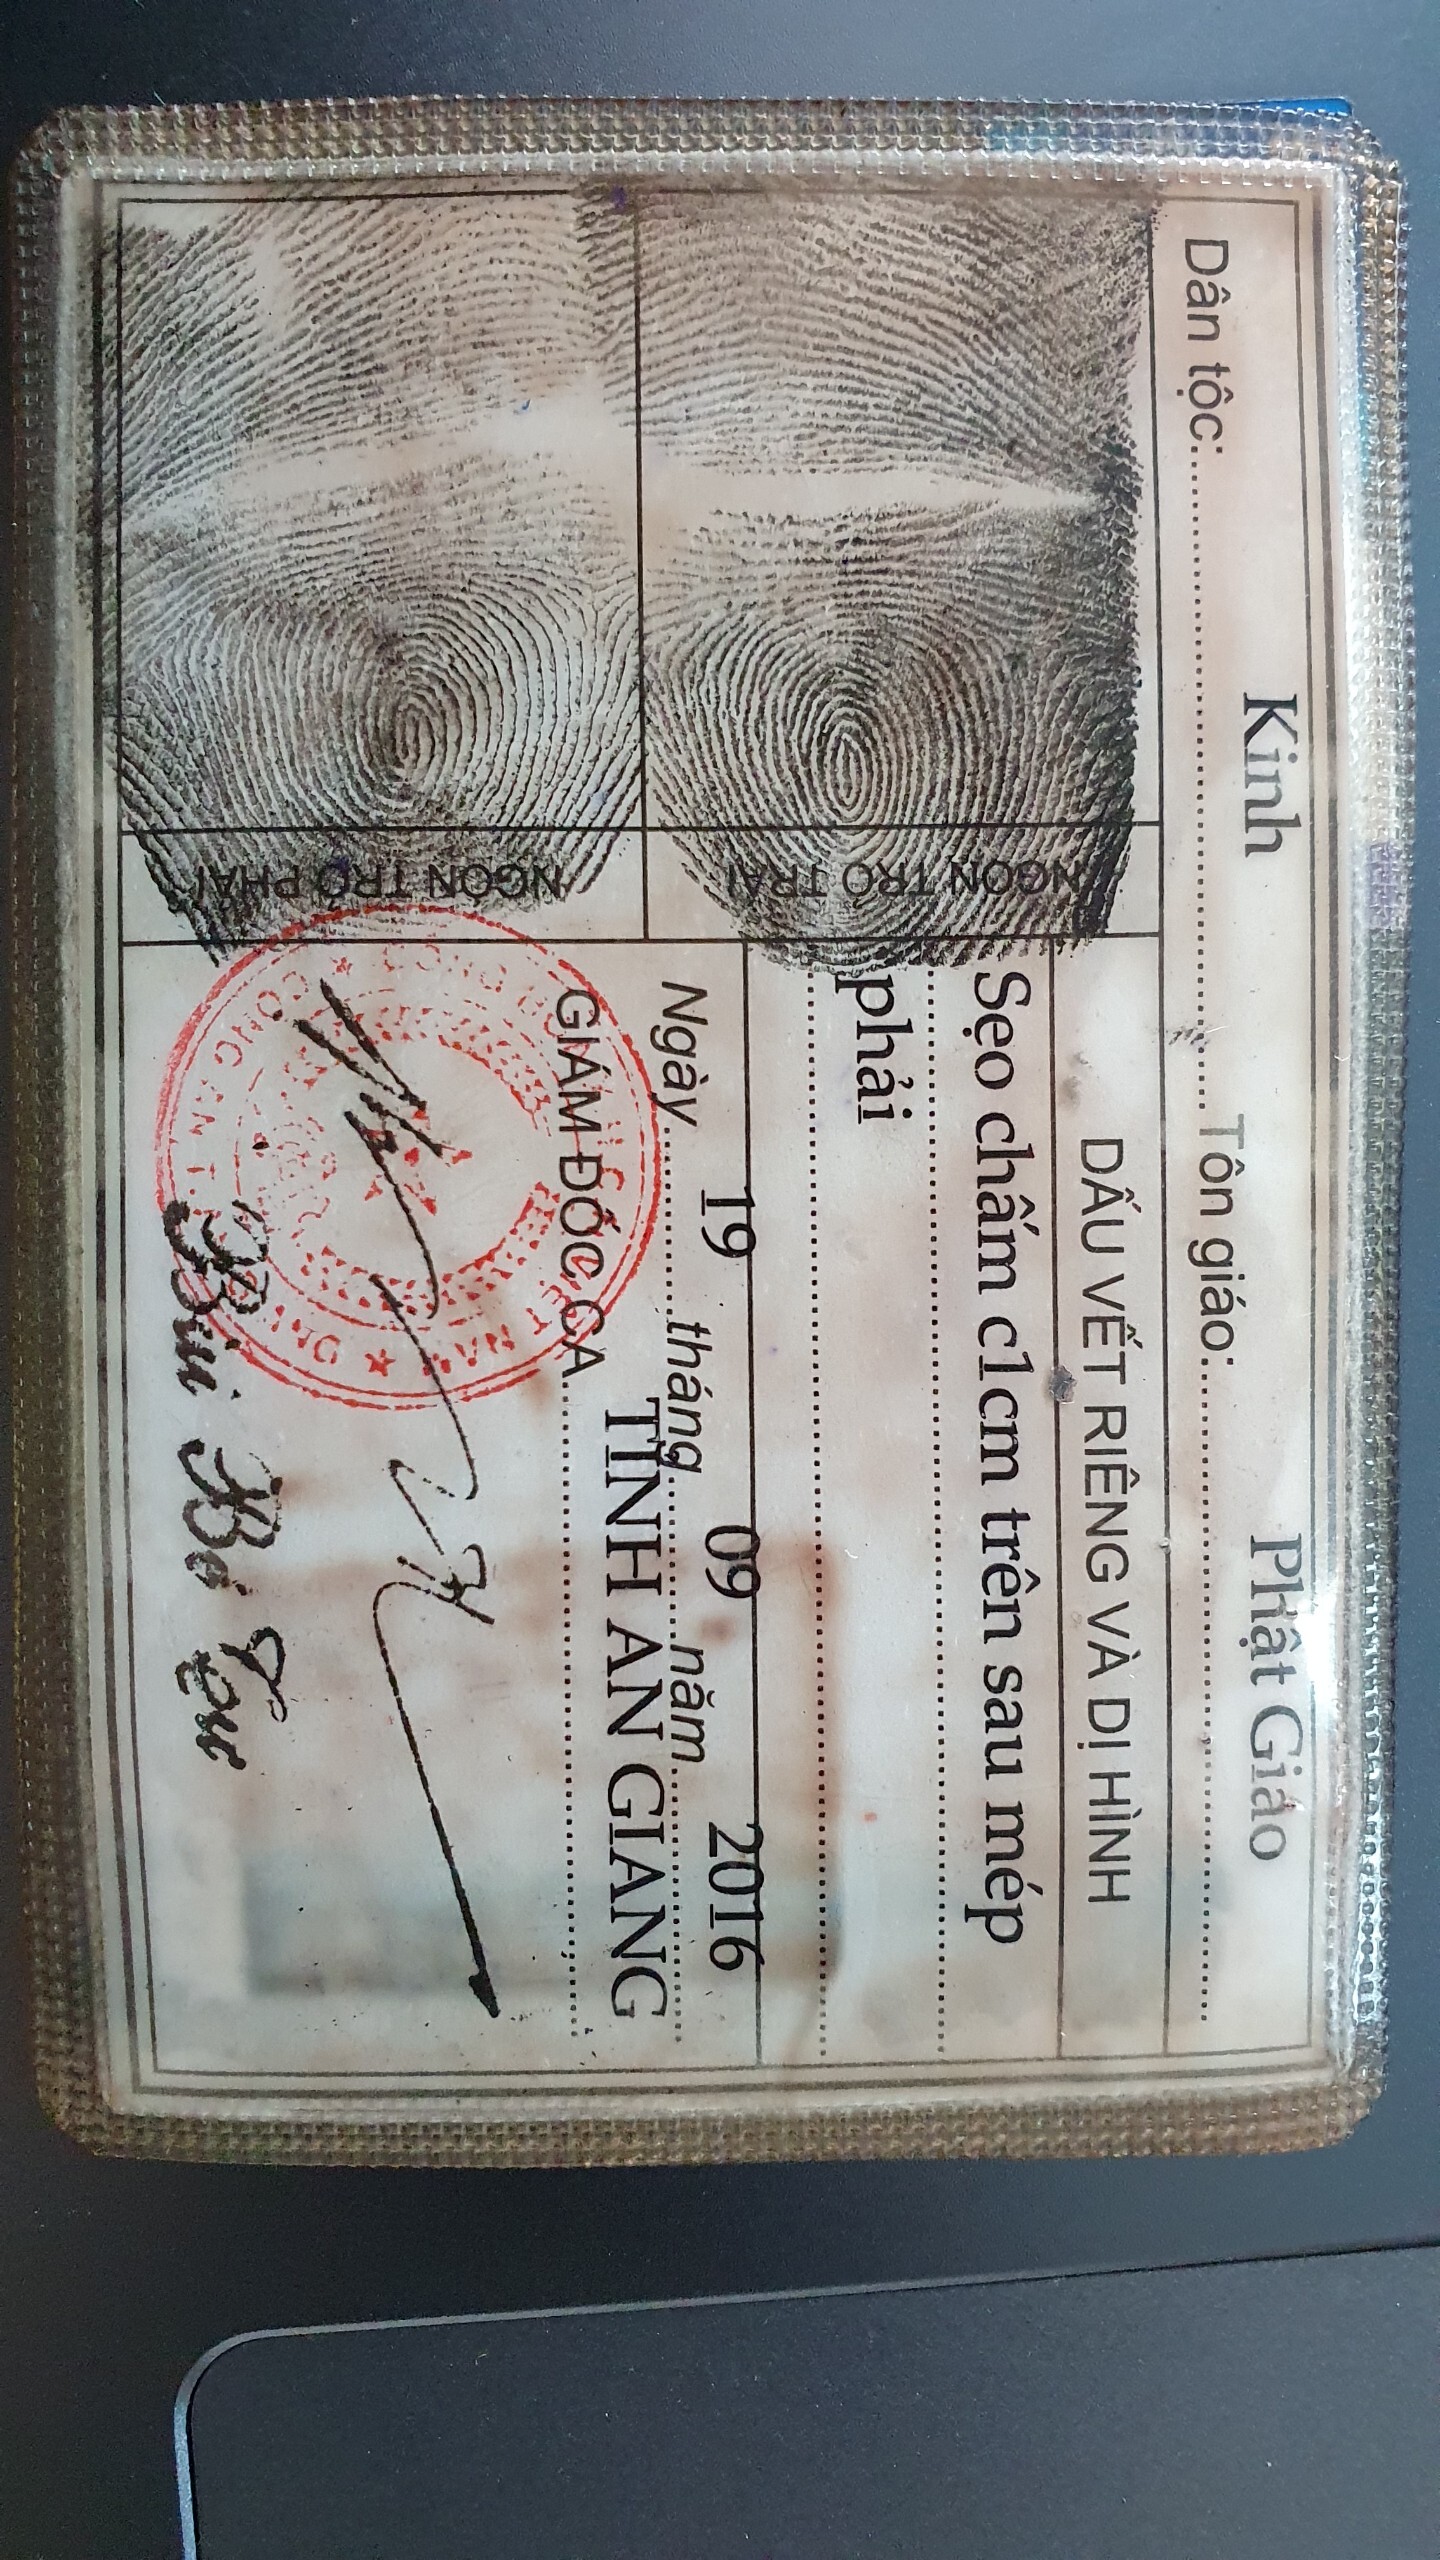 Dân tộc: Kinh Tôn giáo: Phật Giáo
DẤU VẾT RIÊNG VÀ DỊ HÌNH
Sẹo chấm c1cm trên sau mép
phải
NGÓN TRỎ TRÁI
NGÓN TRỎ PHẢI
Ngày 19 tháng 09 năm 2016
GIÁM ĐỐC CA TỈNH AN GIANG
Bùi Bé